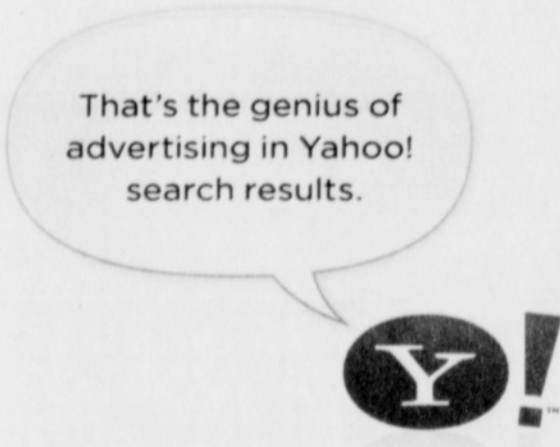 That's the genius of
advertising in Yahoo!
search results.
Y!